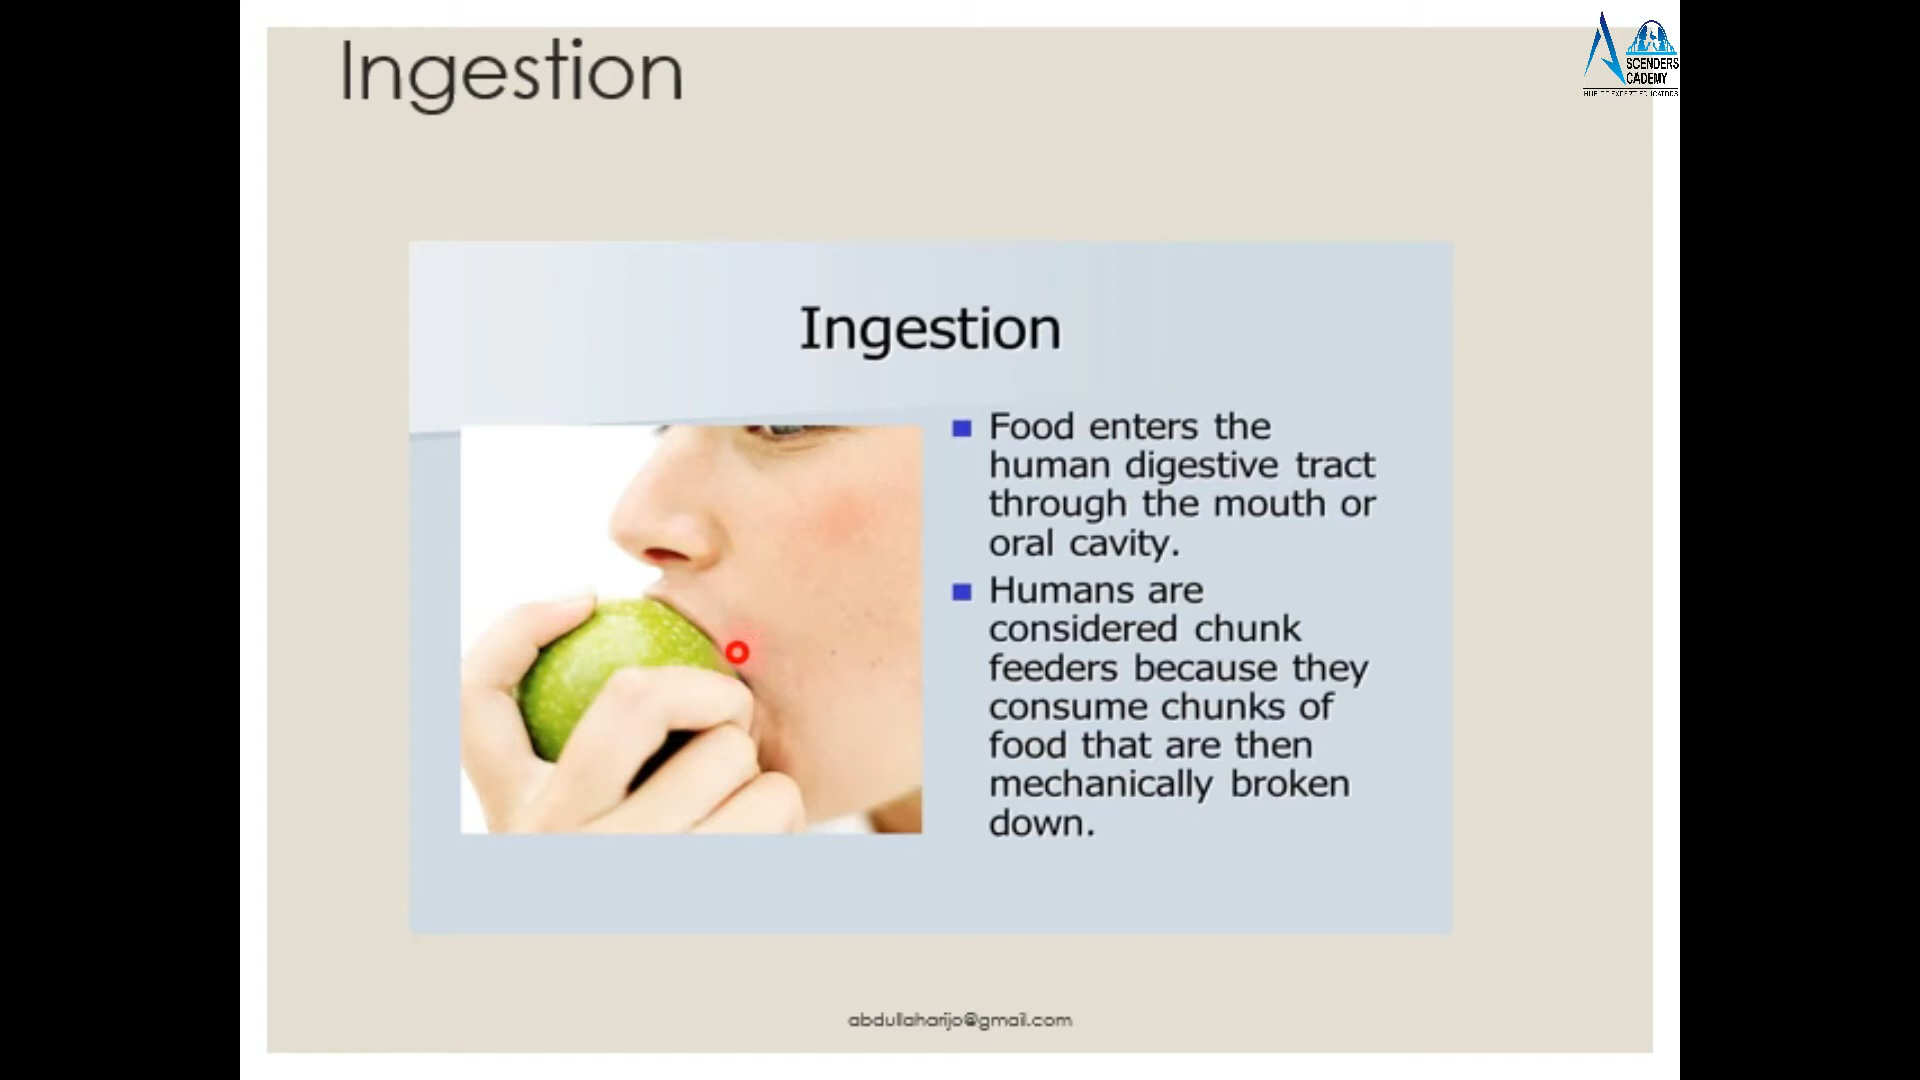 Ingestion
SCENDERS
CADEMY
Ingestion
Food enters the
human digestive tract
through the mouth or
oral cavity.
Humans are
considered chunk
feeders because they
consume chunks of
food that are then
mechanically broken
down.
abdullaharijo@gmail.com